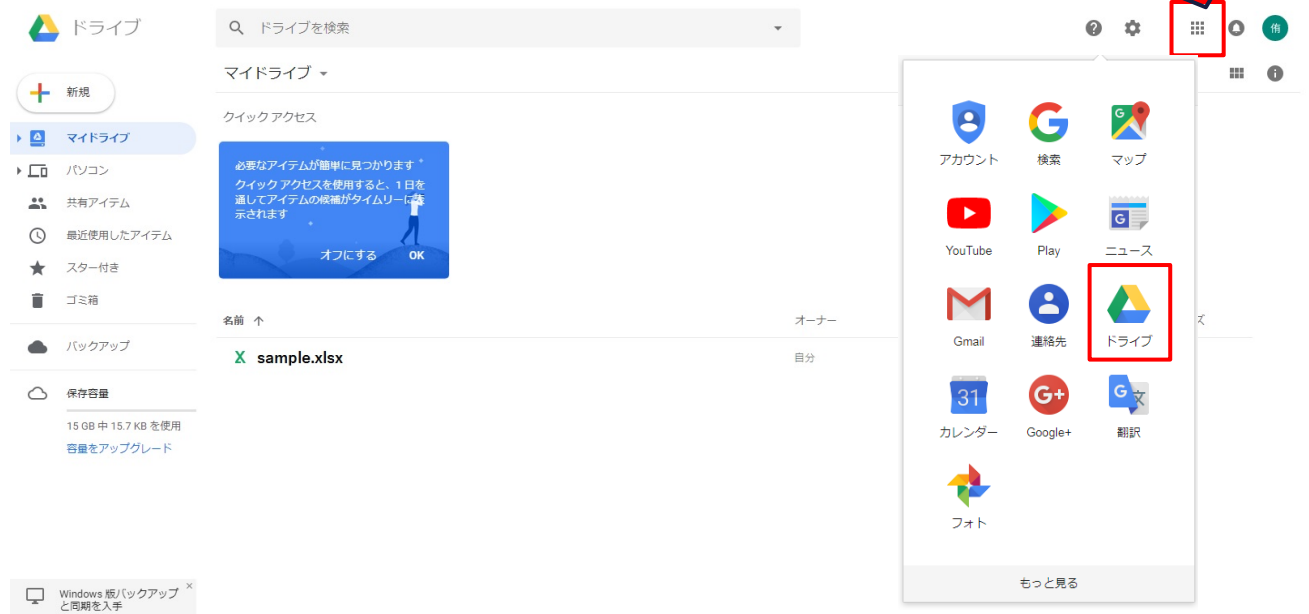 ドライブ
ドライブを検索
侑
新規
マイドライブ
パソコン
共有アイテム
最近使用したアイテム
スター付き
ゴミ箱
バックアップ
保存容量
15 GB 中 15.7 KB を使用
容量をアップグレード
Windows 版バックアップ
と同期を入手
マイドライブ
クイック アクセス
必要なアイテムが簡単に見つかります
クイック アクセスを使用すると、1 日を
通してアイテムの候補がタイムリーに表
示されます
オフにする OK
名前 オーナー ズ
sample.xlsx 自分
アカウント 検索 マップ
YouTube Play ニュース
Gmail 連絡先 ドライブ
31
カレンダー Google+ 翻訳
フォト
もっと見る